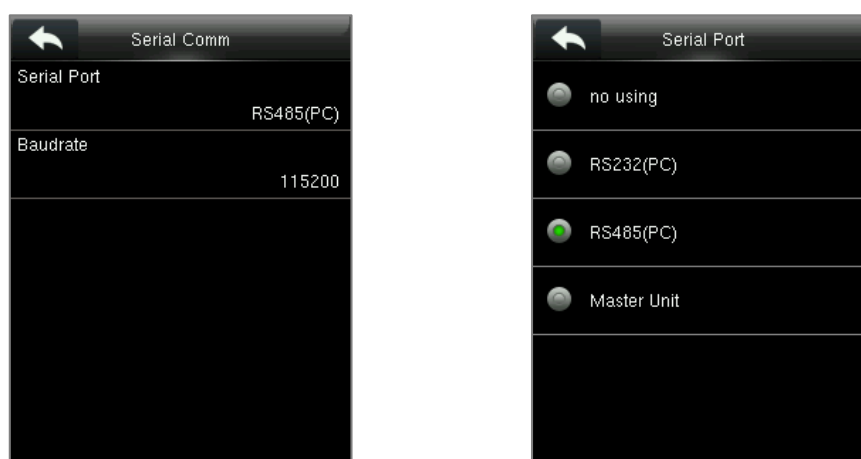 Serial Comm
Serial Port
RS485(PC)
Baudrate
115200
Serial Port
no using
RS232(PC)
RS485(PC)
Master Unit